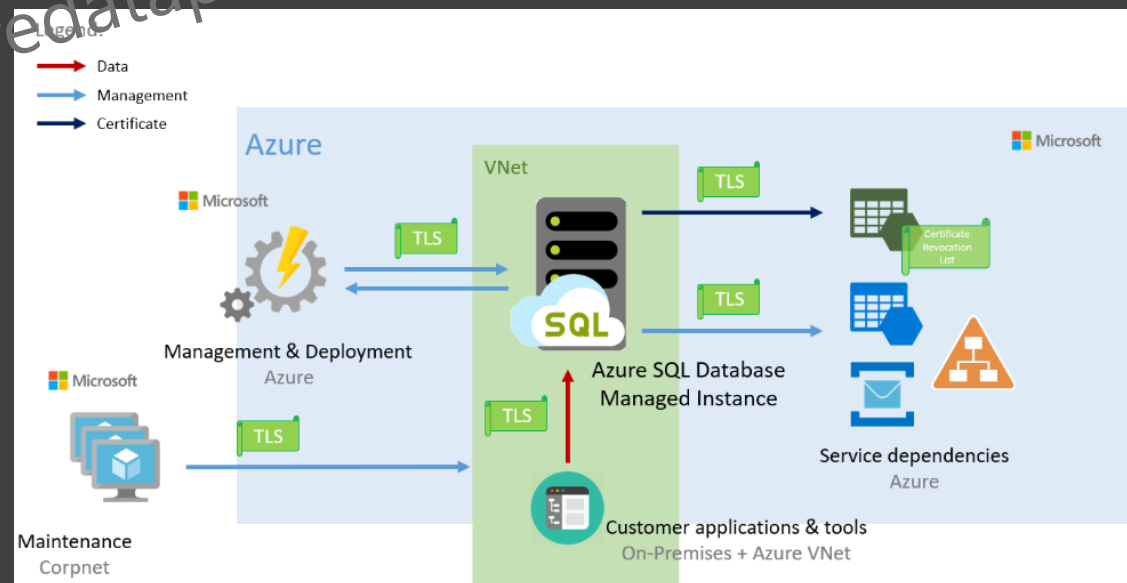 Legend:
Data
Management
Certificate
Azure
Microsoft
VNet
TLS
Microsoft
TLS
TLS
Certificate
Revocation
List
SQL
Management & Deployment
Azure
Azure SQL Database
Managed Instance
Microsoft
TLS
TLS
Service dependencies
Azure
Customer applications & tools
On-Premises + Azure VNet
Maintenance
Corpnet